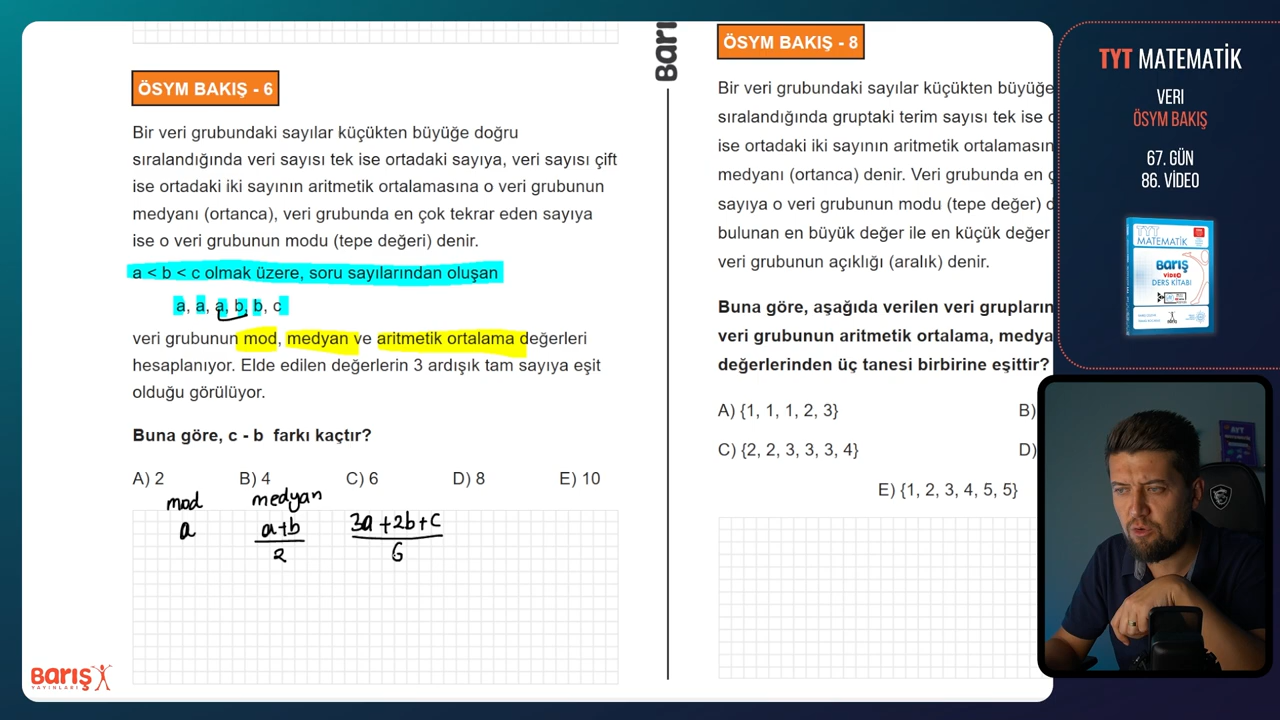 ÖSYM BAKIŞ - 6
Bir veri grubundaki sayılar küçükten büyüğe doğru
sıralandığında veri sayısı tek ise ortadaki sayıya, veri sayısı çift
ise ortadaki iki sayının aritmetik ortalamasına o veri grubunun
medyanı (ortanca), veri grubunda en çok tekrar eden sayıya
ise o veri grubunun modu (tepe değeri) denir.
a < b < c olmak üzere, soru sayılarından oluşan
a, a, a, b, b, c
veri grubunun mod, medyan ve aritmetik ortalama değerleri
hesaplanıyor. Elde edilen değerlerin 3 ardışık tam sayıya eşit
olduğu görülüyor.
Buna göre, c - b farkı kaçtır?
A) 2 B) 4 C) 6 D) 8 E) 10
mod medyan
a a+b/2 3a+2b+c/6
BARIŞ
YAYINLARI
Barı
ÖSYM BAKIŞ - 8
Bir veri grubundaki sayılar küçükten büyüğe
sıralandığında gruptaki terim sayısı tek ise
ise ortadaki iki sayının aritmetik ortalamasın
medyanı (ortanca) denir. Veri grubunda en
sayıya o veri grubunun modu (tepe değer)
bulunan en büyük değer ile en küçük değer
veri grubunun açıklığı (aralık) denir.
Buna göre, aşağıda verilen veri grupların
veri grubunun aritmetik ortalama, medya
değerlerinden üç tanesi birbirine eşittir?
A) {1, 1, 1, 2, 3} B)
C) {2, 2, 3, 3, 3, 4} D)
E) {1, 2, 3, 4, 5, 5}
TYT MATEMATİK
VERI
ÖSYM BAKIŞ
67. GÜN
86. VİDEO
TYT
MATEMATİK
BARIŞ
VİDEO
DERS KİTABI